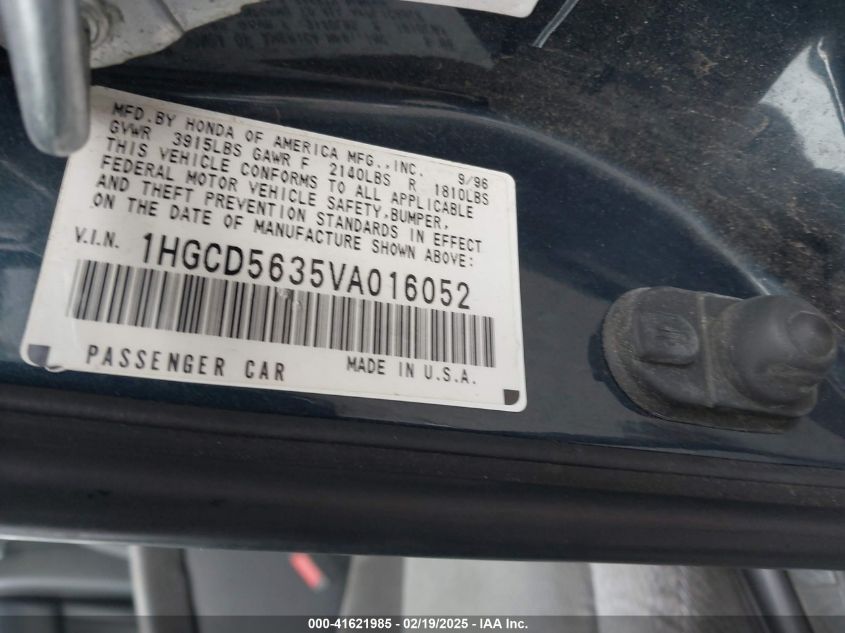 MFD.BY HONDA OF AMERICA MFG.,INC. 9/96
GVWR 3915LBS GAWR F 2140LBS R 1810LBS
THIS VEHICLE CONFORMS TO ALL APPLICABLE
FEDERAL MOTOR VEHICLE SAFETY,BUMPER,
AND THEFT PREVENTION STANDARDS IN EFFECT
ON THE DATE OF MANUFACTURE SHOWN ABOVE:
V.I.N. 1HGCD5635VA016052
PASSENGER CAR MADE IN U.S.A.
000-41621985 - 02/19/2025 - IAA Inc.